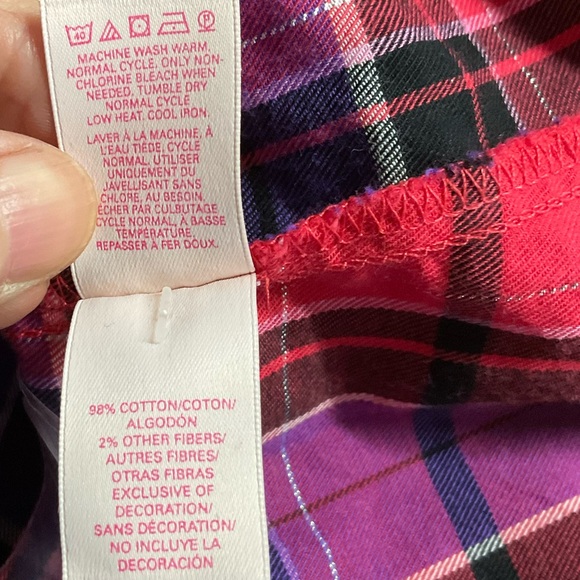 40
P
MACHINE WASH WARM,
NORMAL CYCLE. ONLY NON-
CHLORINE BLEACH WHEN
NEEDED. TUMBLE DRY
NORMAL CYCLE
LOW HEAT. COOL IRON.
LAVER À LA MACHINE, À
L'EAU TIÈDE, CYCLE
NORMAL. UTILISER
UNIQUEMENT DU
JAVELLISANT SANS
CHLORE, AU BESOIN.
ÉCHER PAR CULBUTAGE
CYCLE NORMAL, À BASSE
TEMPÉRATURE.
REPASSER À FER DOUX.
98% COTTON/COTON/
ALGODÓN
2% OTHER FIBERS/
AUTRES FIBRES/
OTRAS FIBRAS
EXCLUSIVE OF
DECORATION/
SANS DÉCORATION/
NO INCLUYE LA
DECORACIÓN